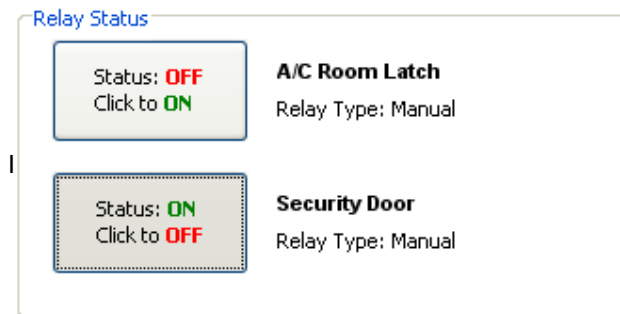 Relay Status
Status: OFF
Click to ON
A/C Room Latch
Relay Type: Manual
Status: ON
Click to OFF
Security Door
Relay Type: Manual